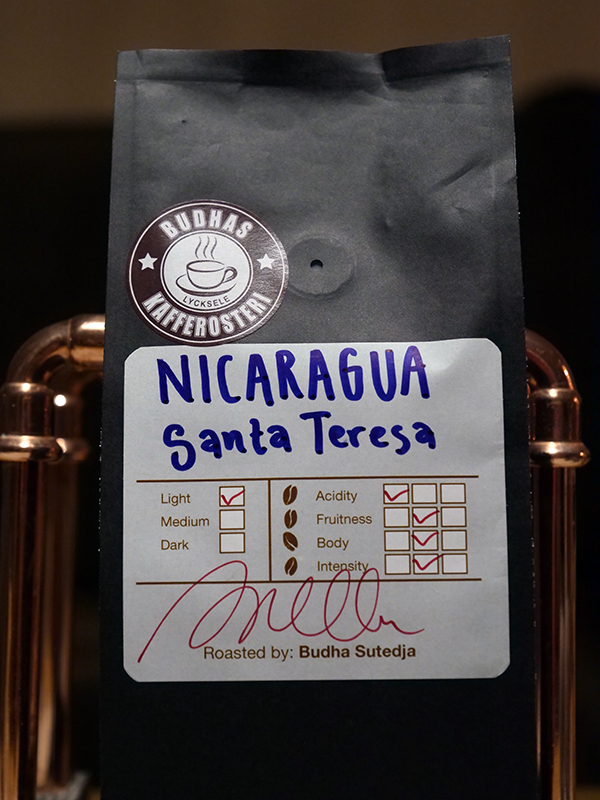 BUDHAS
LYCKSELE
KAFFEROSTERI
NICARAGUA
Santa Teresa
Light
Medium
Dark
Acidity
Fruitness
Body
Intensity
Roasted by: Budha Sutedja